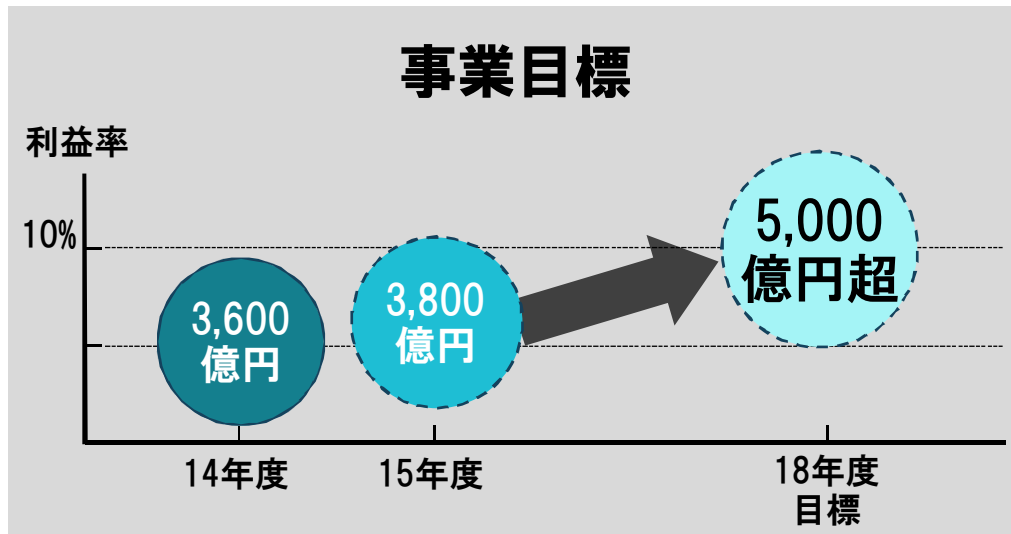 事業目標
利益率
10%
3,600
億円
3,800
億円
5,000
億円超
14年度
15年度
18年度
目標